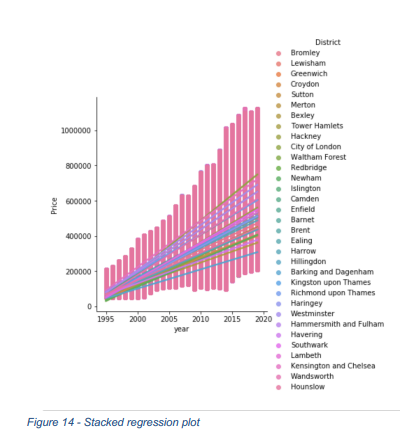 District
Bromley
Lewisham
Greenwich
Croydon
Sutton
Merton
Bexley
Tower Hamlets
Hackney
City of London
Waltham Forest
Redbridge
Newham
Islington
Camden
Enfield
Barnet
Brent
Ealing
Harrow
Hillingdon
Barking and Dagenham
Kingston upon Thames
Richmond upon Thames
Haringey
Westminster
Hammersmith and Fulham
Havering
Southwark
Lambeth
Kensington and Chelsea
Wandsworth
Hounslow
Price
1000000
800000
600000
400000
200000
0
1995 2000 2005 2010 2015 2020
year
Figure 14 - Stacked regression plot